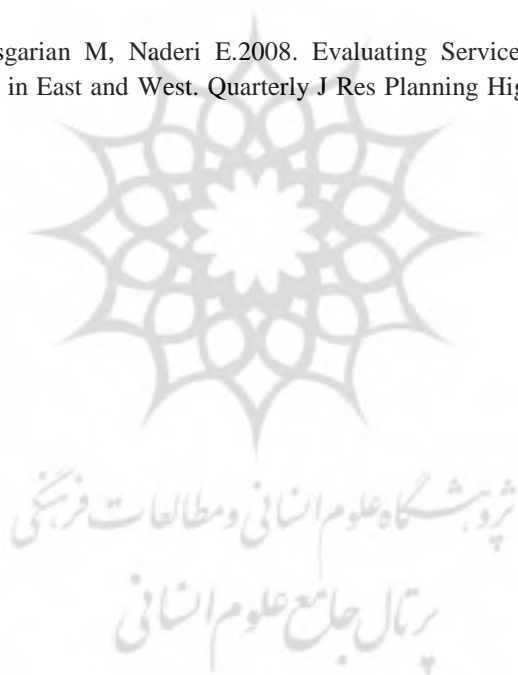 sgarian M, Naderi E.2008. Evaluating Service
in East and West. Quarterly J Res Planning Hig
پژوهشگاه علوم انسانی و مطالعات فرهنگی
پرتال جامع علوم انسانی